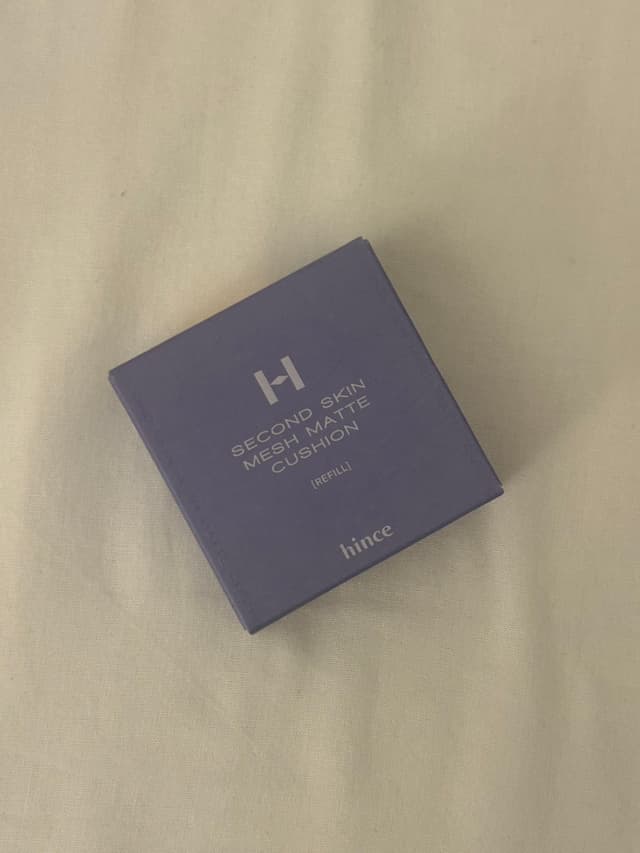 H
SECOND SKIN
MESH MATTE
CUSHION
[REFILL]
hince